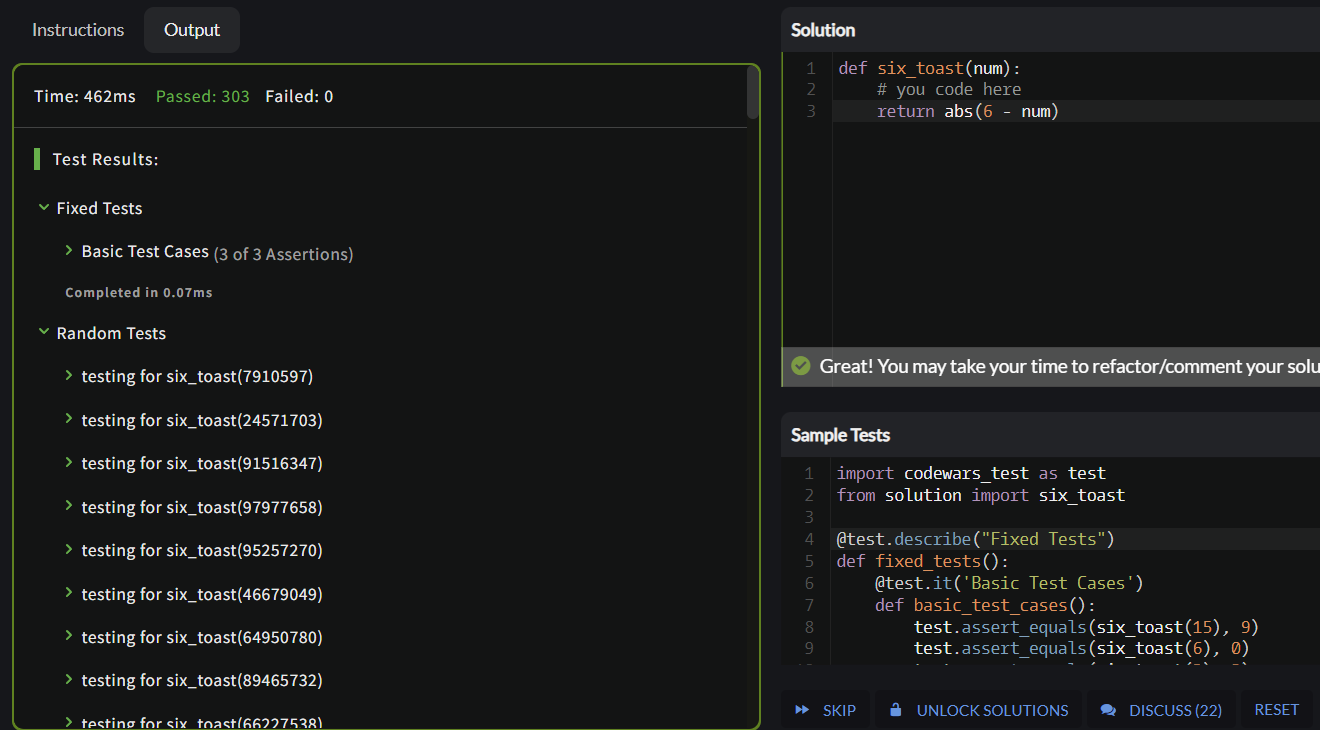 Instructions Output
Time: 462ms Passed: 303 Failed: 0
Test Results:
Fixed Tests
Basic Test Cases (3 of 3 Assertions)
Completed in 0.07ms
Random Tests
testing for six_toast(7910597)
testing for six_toast(24571703)
testing for six_toast(91516347)
testing for six_toast(97977658)
testing for six_toast(95257270)
testing for six_toast(46679049)
testing for six_toast(64950780)
testing for six_toast(89465732)
testing for six_toast(66227538)
Solution
1 def six_toast(num):
2 # you code here
3 return abs(6 - num)
Great! You may take your time to refactor/comment your solu
Sample Tests
1 import codewars_test as test
2 from solution import six_toast
3
4 @test.describe("Fixed Tests")
5 def fixed_tests():
6 @test.it('Basic Test Cases')
7 def basic_test_cases():
8 test.assert_equals(six_toast(15), 9)
9 test.assert_equals(six_toast(6), 0)
SKIP UNLOCK SOLUTIONS DISCUSS (22) RESET